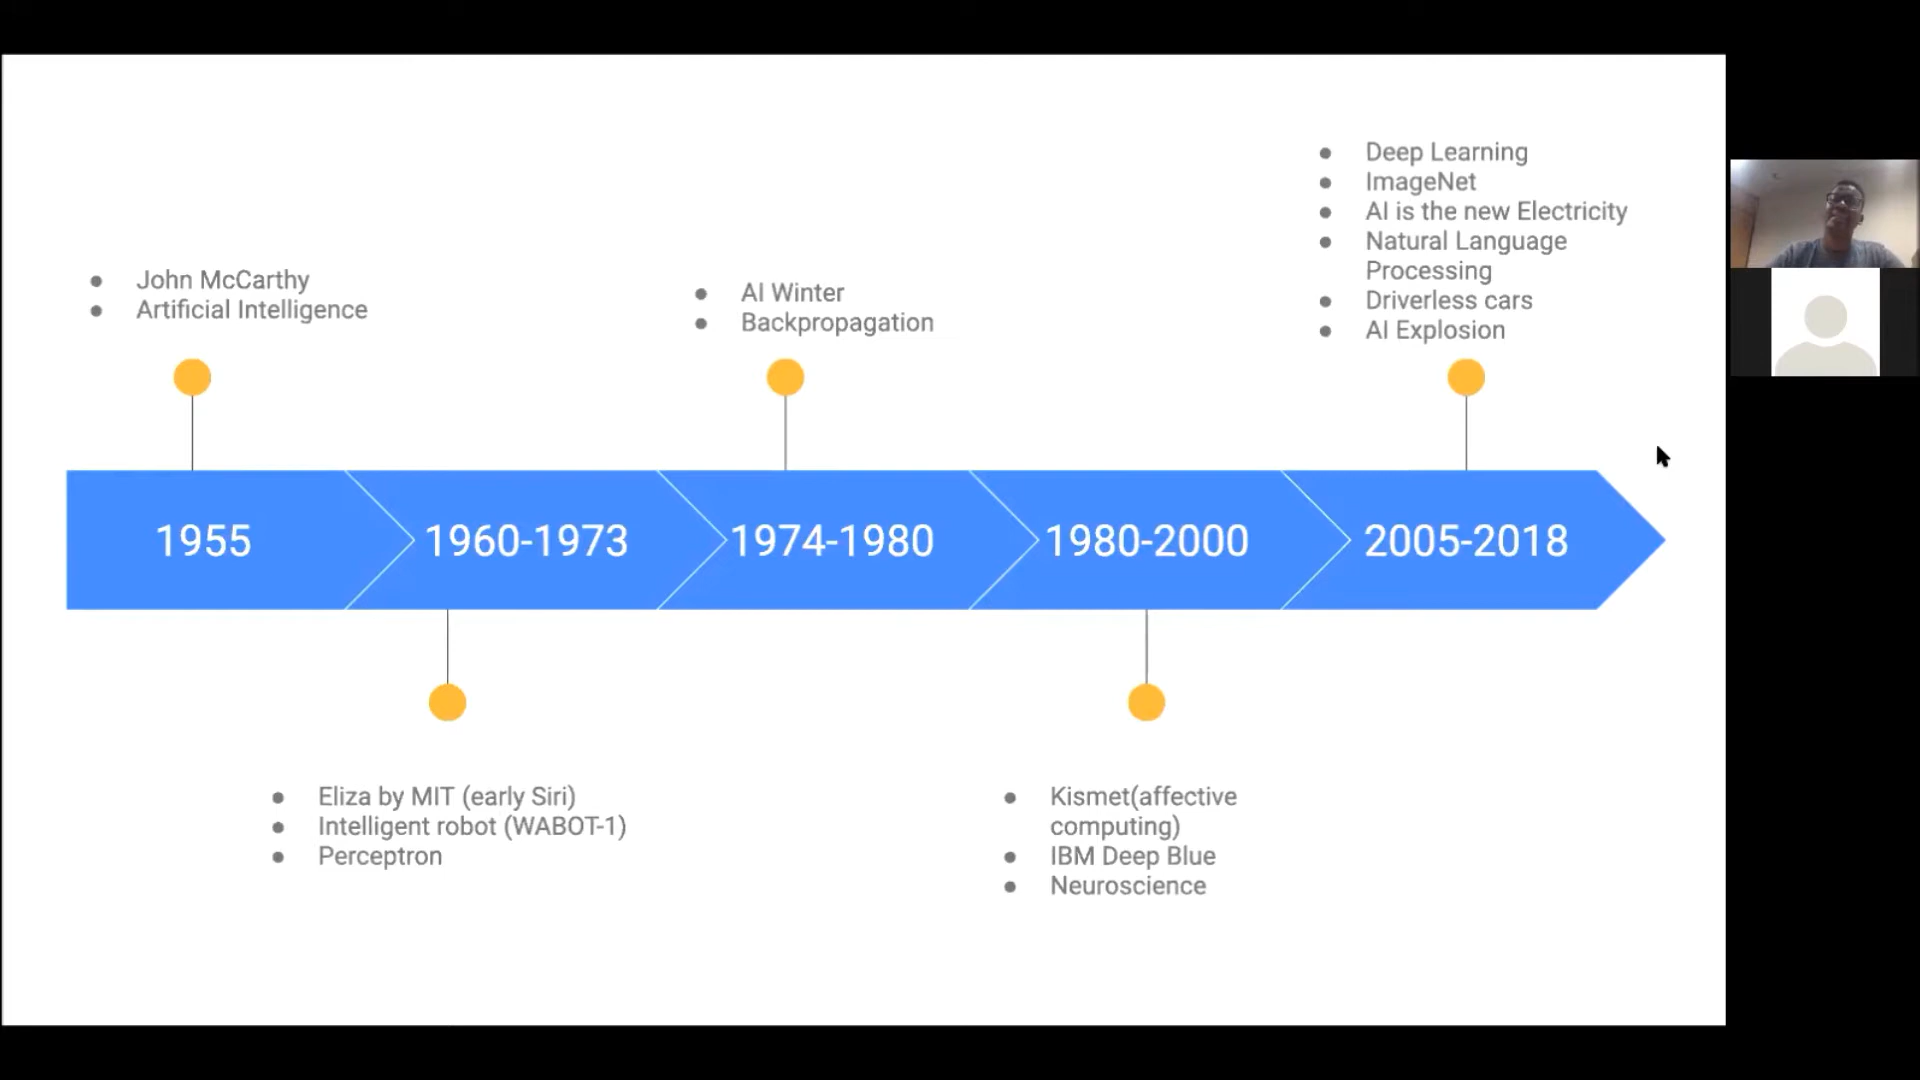 John McCarthy
Artificial Intelligence
AI Winter
Backpropagation
Deep Learning
ImageNet
AI is the new Electricity
Natural Language
Processing
Driverless cars
AI Explosion
1955
1960-1973
1974-1980
1980-2000
2005-2018
Eliza by MIT (early Siri)
Intelligent robot (WABOT-1)
Perceptron
Kismet(affective
computing)
IBM Deep Blue
Neuroscience